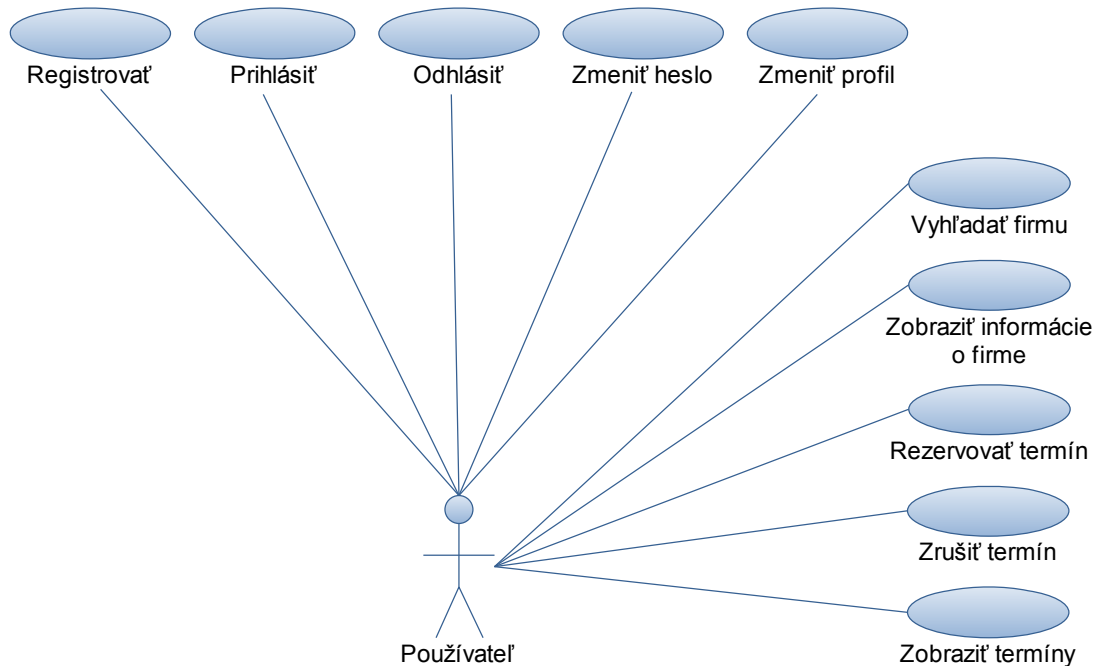 Registrovať
Prihlásiť
Odhlásiť
Zmeniť heslo
Zmeniť profil
Vyhľadať firmu
Zobraziť informácie
o firme
Rezervovať termín
Zrušiť termín
Zobraziť termíny
Používateľ